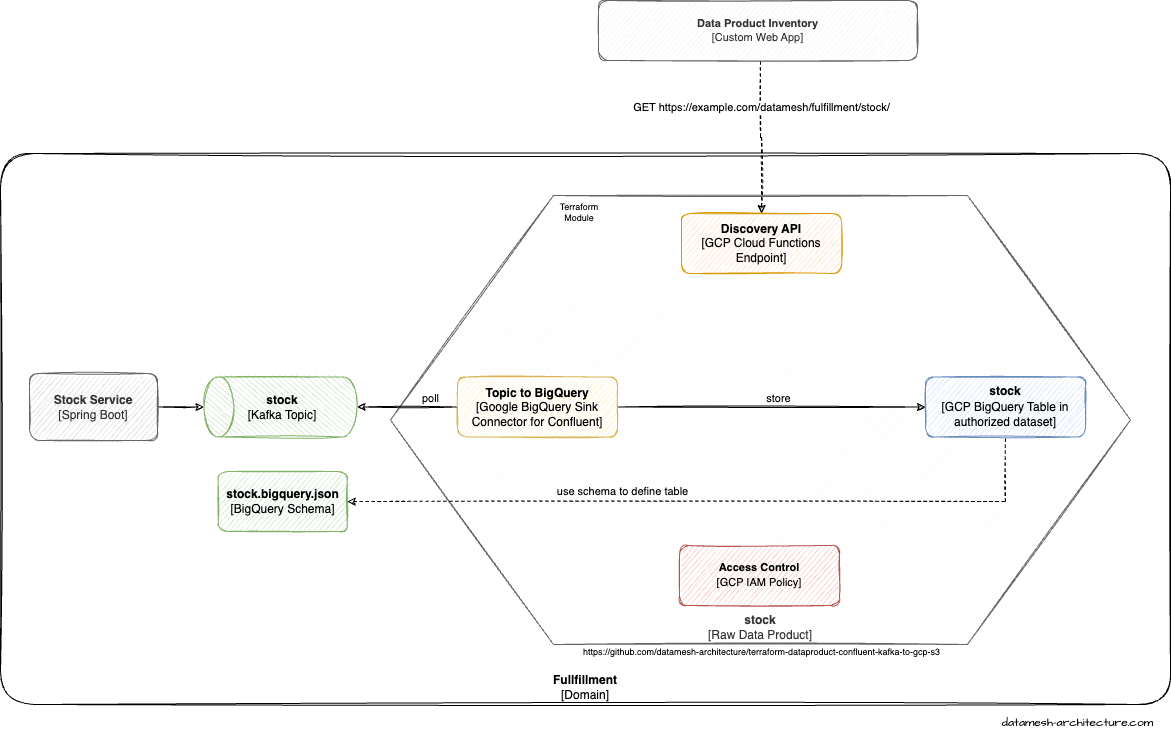 Data Product Inventory
[Custom Web App]
GET https://example.com/datamesh/fulfillment/stock/
Terraform
Module
Discovery API
[GCP Cloud Functions
Endpoint]
Stock Service
[Spring Boot]
stock
[Kafka Topic]
poll
Topic to BigQuery
[Google BigQuery Sink
Connector for Confluent]
store
stock
[GCP BigQuery Table in
authorized dataset]
stock.bigquery.json
[BigQuery Schema]
use schema to define table
Access Control
[GCP IAM Policy]
stock
[Raw Data Product]
https://github.com/datamesh-architecture/terraform-dataproduct-confluent-kafka-to-gcp-s3
Fullfillment
[Domain]
datamesh-architecture.com